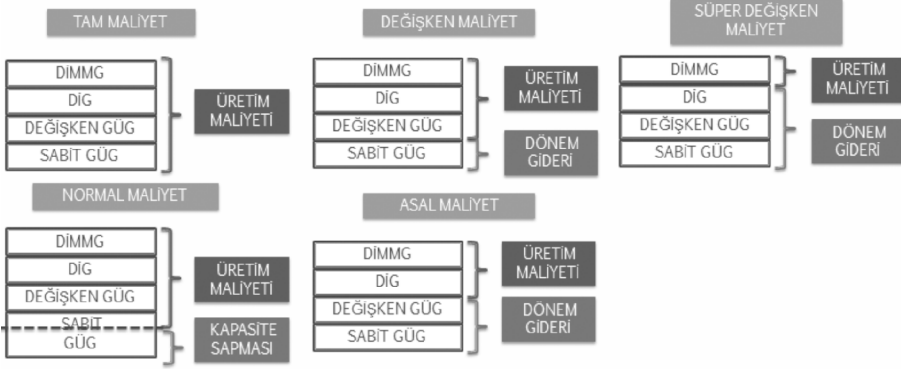 TAM MALİYET
DİMMG
DİG
DEĞİŞKEN GÜG
SABİT GÜG
ÜRETİM
MALİYETİ
DEĞİŞKEN MALİYET
DİMMG
DİG
DEĞİŞKEN GÜG
SABİT GÜG
ÜRETİM
MALİYETİ
DÖNEM
GİDERİ
SÜPER DEĞİŞKEN
MALİYET
DİMMG
DİG
DEĞİŞKEN GÜG
SABİT GÜG
ÜRETİM
MALİYETİ
DÖNEM
GİDERİ
NORMAL MALİYET
DİMMG
DİG
DEĞİŞKEN GÜG
SABİT
GÜG
ÜRETİM
MALİYETİ
KAPASİTE
SAPMASI
ASAL MALİYET
DİMMG
DİG
DEĞİŞKEN GÜG
SABİT GÜG
ÜRETİM
MALİYETİ
DÖNEM
GİDERİ